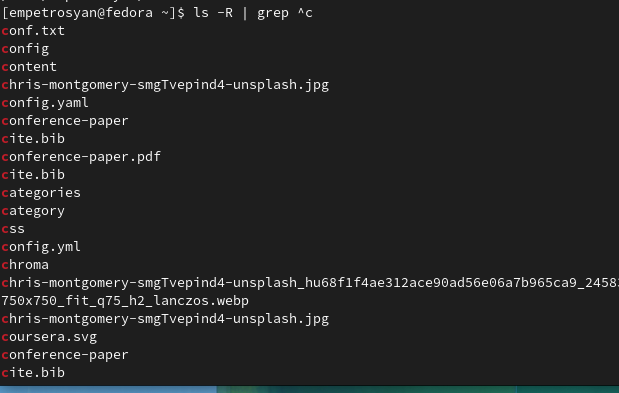 [empetrosyan@fedora ~]$ ls -R | grep ^c
conf.txt
config
content
chris-montgomery-smgTvepind4-unsplash.jpg
config.yaml
conference-paper
cite.bib
conference-paper.pdf
cite.bib
categories
category
css
config.yml
chroma
chris-montgomery-smgTvepind4-unsplash_hu68f1f4ae312ace90ad56e06a7b965ca9_24583
750x750_fit_q75_h2_lanczos.webp
chris-montgomery-smgTvepind4-unsplash.jpg
coursera.svg
conference-paper
cite.bib